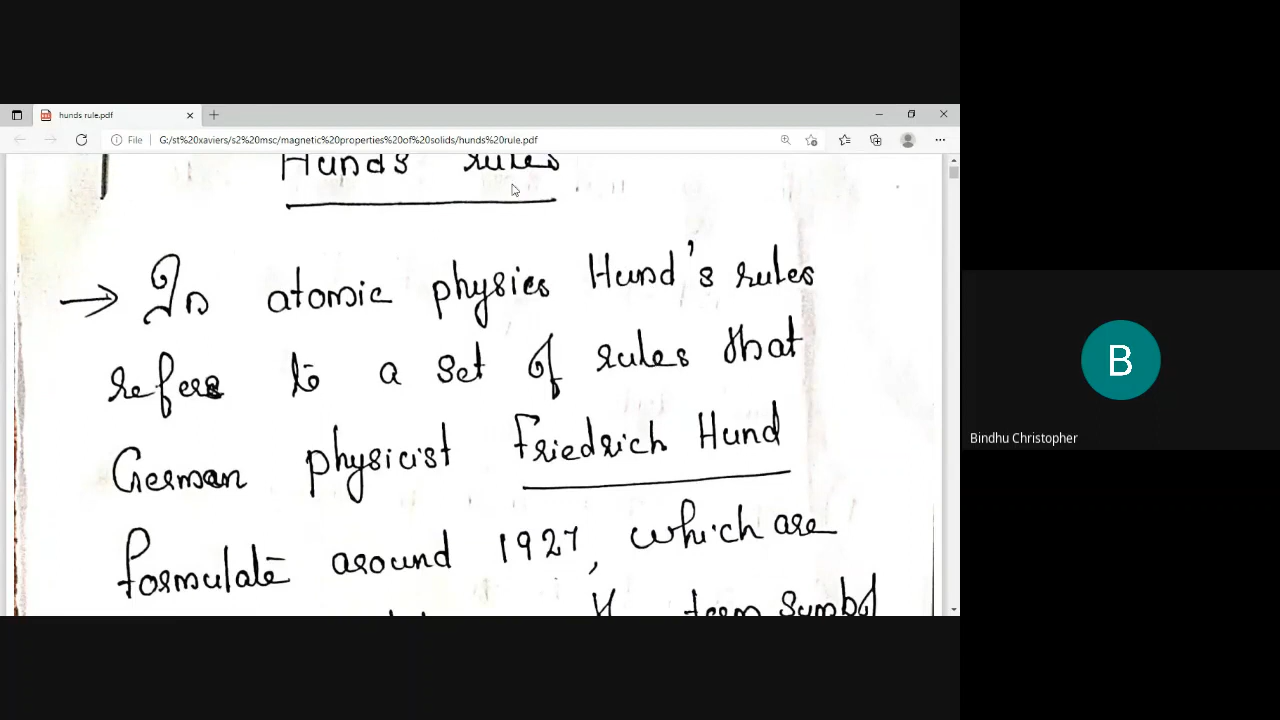 hunds rule.pdf
File
G:/st%20xaviers/s2%20msc/magnetic%20properties%20of%20solids/hunds%20rule.pdf
Hund's rules
→ In atomic physics Hund's rules
refers to a set of rules that
German physicist Friedrich Hund
formulate around 1927, which are
term symbol
B
Bindhu Christopher